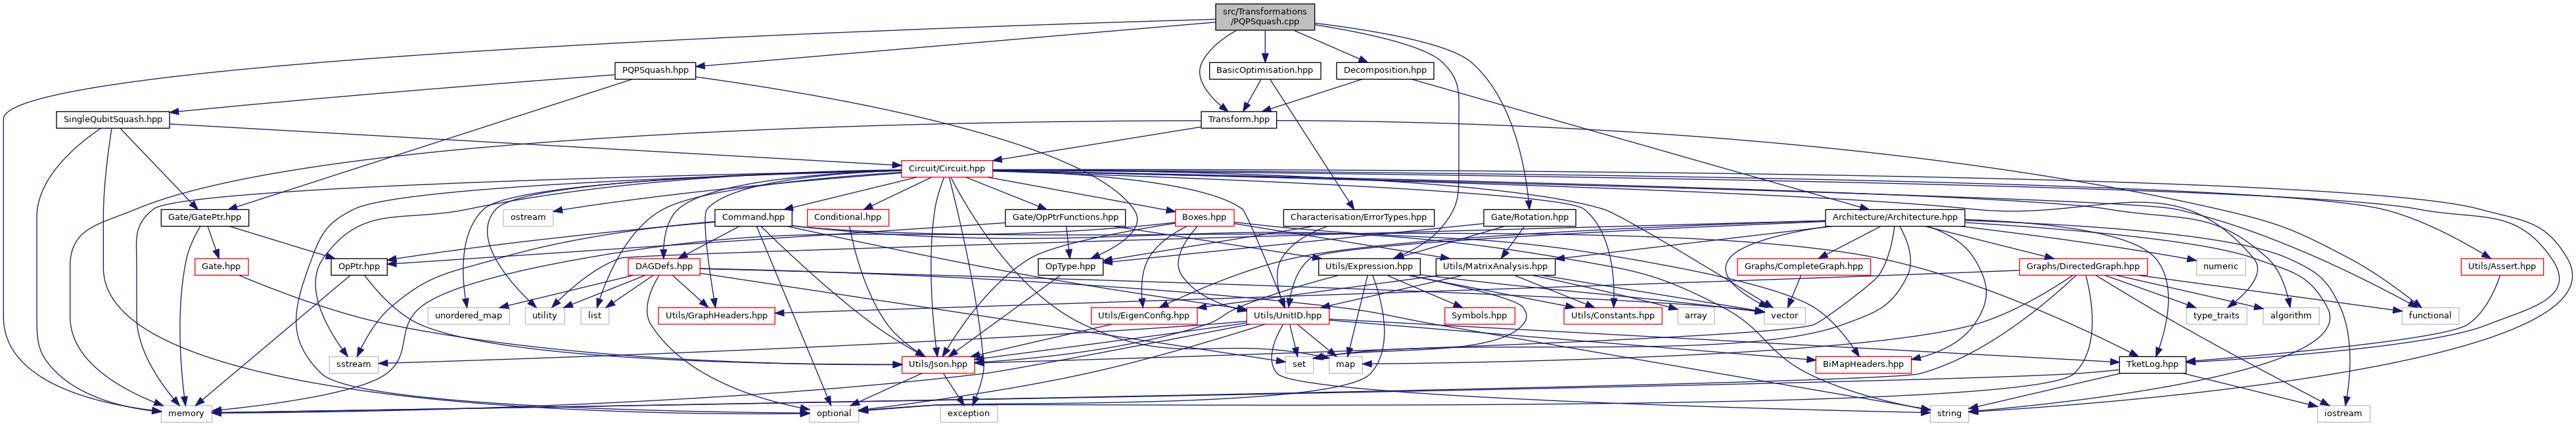 src/Transformations
/PQPSquash.cpp
PQPSquash.hpp
BasicOptimisation.hpp
Decomposition.hpp
SingleQubitSquash.hpp
Transform.hpp
Circuit/Circuit.hpp
Gate/GatePtr.hpp
ostream
Command.hpp
Conditional.hpp
Gate/OpPtrFunctions.hpp
Boxes.hpp
Characterisation/ErrorTypes.hpp
Gate/Rotation.hpp
Architecture/Architecture.hpp
Gate.hpp
OpPtr.hpp
DAGDefs.hpp
OpType.hpp
Utils/Expression.hpp
Utils/MatrixAnalysis.hpp
Graphs/CompleteGraph.hpp
Graphs/DirectedGraph.hpp
numeric
Utils/Assert.hpp
unordered_map
utility
list
Utils/GraphHeaders.hpp
Utils/EigenConfig.hpp
Utils/UnitID.hpp
Symbols.hpp
Utils/Constants.hpp
array
vector
type_traits
algorithm
functional
sstream
Utils/Json.hpp
set
map
BiMapHeaders.hpp
TketLog.hpp
memory
optional
exception
string
iostream